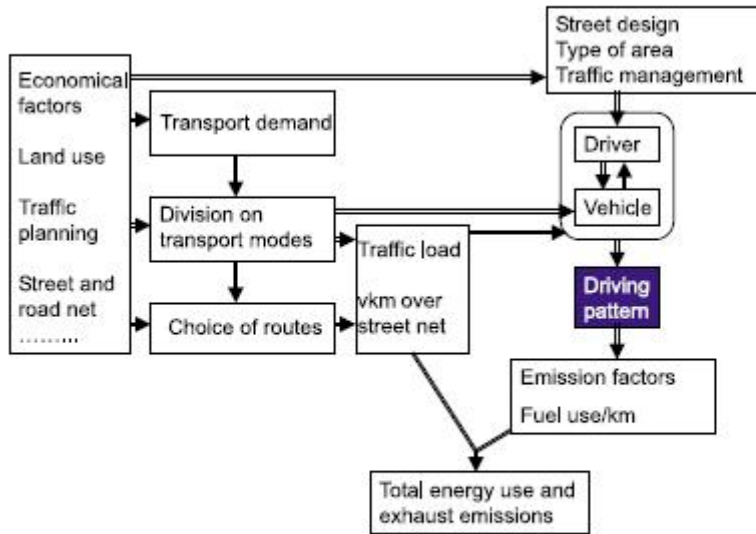 Street design
Type of area
Traffic management
Economical
factors
Land use
Traffic
planning
Street and
road net
.........
Transport demand
Division on
transport modes
Choice of routes
Traffic load
vkm over
street net
Driver
Vehicle
Driving
pattern
Emission factors
Fuel use/km
Total energy use and
exhaust emissions